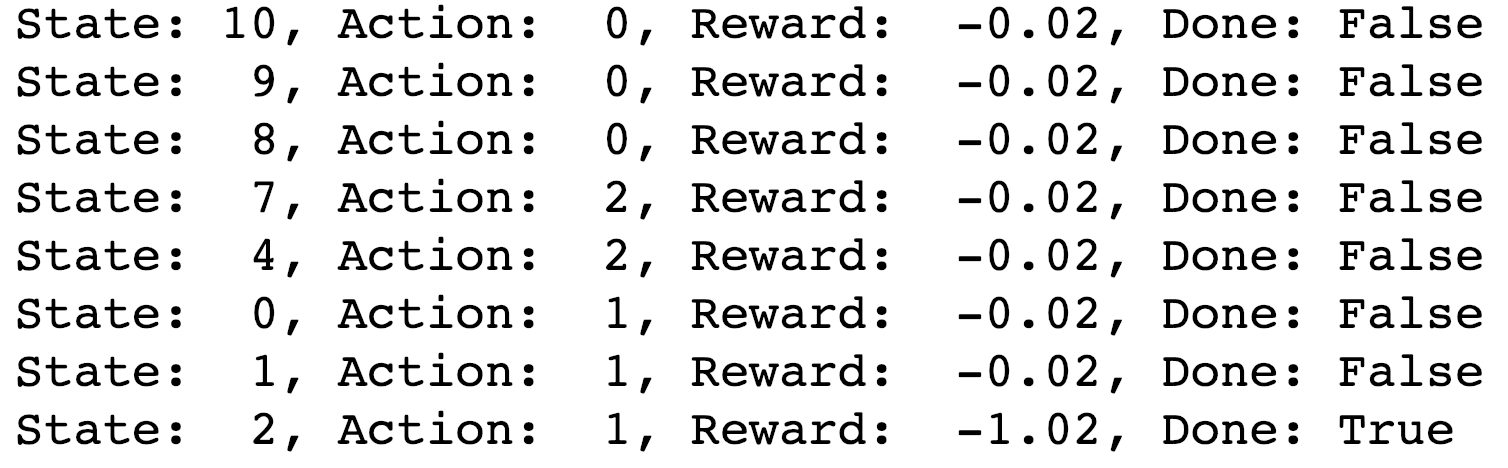 State: 10, Action:  0, Reward:  -0.02, Done: False
State:  9, Action:  0, Reward:  -0.02, Done: False
State:  8, Action:  0, Reward:  -0.02, Done: False
State:  7, Action:  2, Reward:  -0.02, Done: False
State:  4, Action:  2, Reward:  -0.02, Done: False
State:  0, Action:  1, Reward:  -0.02, Done: False
State:  1, Action:  1, Reward:  -0.02, Done: False
State:  2, Action:  1, Reward:  -1.02, Done: True